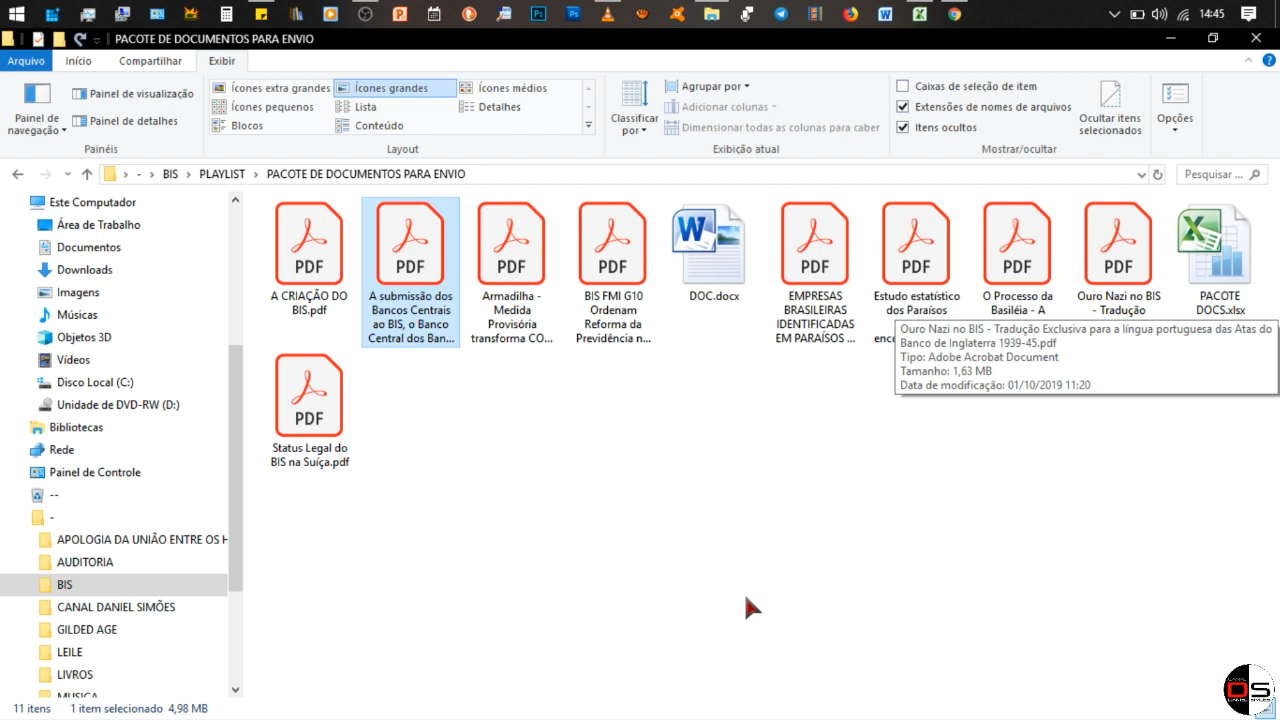 14:45
PACOTE DE DOCUMENTOS PARA ENVIO
Arquivo Início Compartilhar Exibir
Painel de navegação
Painel de visualização
Painel de detalhes
Painéis
Ícones extra grandes Ícones grandes Ícones médios
Ícones pequenos Lista Detalhes
Blocos Conteúdo
Layout
Classificar por
Agrupar por
Adicionar colunas
Dimensionar todas as colunas para caber
Exibição atual
Caixas de seleção de item
Extensões de nomes de arquivos
Itens ocultos
Ocultar itens selecionados
Mostrar/ocultar
Opções
- BIS PLAYLIST PACOTE DE DOCUMENTOS PARA ENVIO
Pesquisar ...
Este Computador
Área de Trabalho
Documentos
Downloads
Imagens
Músicas
Objetos 3D
Vídeos
Disco Local (C:)
Unidade de DVD-RW (D:)
Bibliotecas
Rede
Painel de Controle
--
-
APOLOGIA DA UNIÃO ENTRE OS H
AUDITORIA
BIS
CANAL DANIEL SIMÕES
GILDED AGE
LEILE
LIVROS
MUSICA
PDF
A CRIAÇÃO DO
BIS.pdf
PDF
A submissão dos
Bancos Centrais
ao BIS, o Banco
Central dos Ban...
PDF
Armadilha -
Medida
Provisória
transforma CO...
PDF
BIS FMI G10
Ordenam
Reforma da
Previdência n...
W
DOC.docx
PDF
EMPRESAS
BRASILEIRAS
IDENTIFICADAS
EM PARAÍSOS ...
PDF
Estudo estatístico
dos Paraísos
PDF
O Processo da
Basiléia - A
PDF
Ouro Nazi no BIS
- Tradução
X
PACOTE
DOCS.xlsx
Ouro Nazi no BIS - Tradução Exclusiva para a língua portuguesa das Atas do
Banco de Inglaterra 1939-45.pdf
Tipo: Adobe Acrobat Document
Tamanho: 1,63 MB
Data de modificação: 01/10/2019 11:20
PDF
Status Legal do
BIS na Suíça.pdf
11 itens 1 item selecionado 4,98 MB
DS